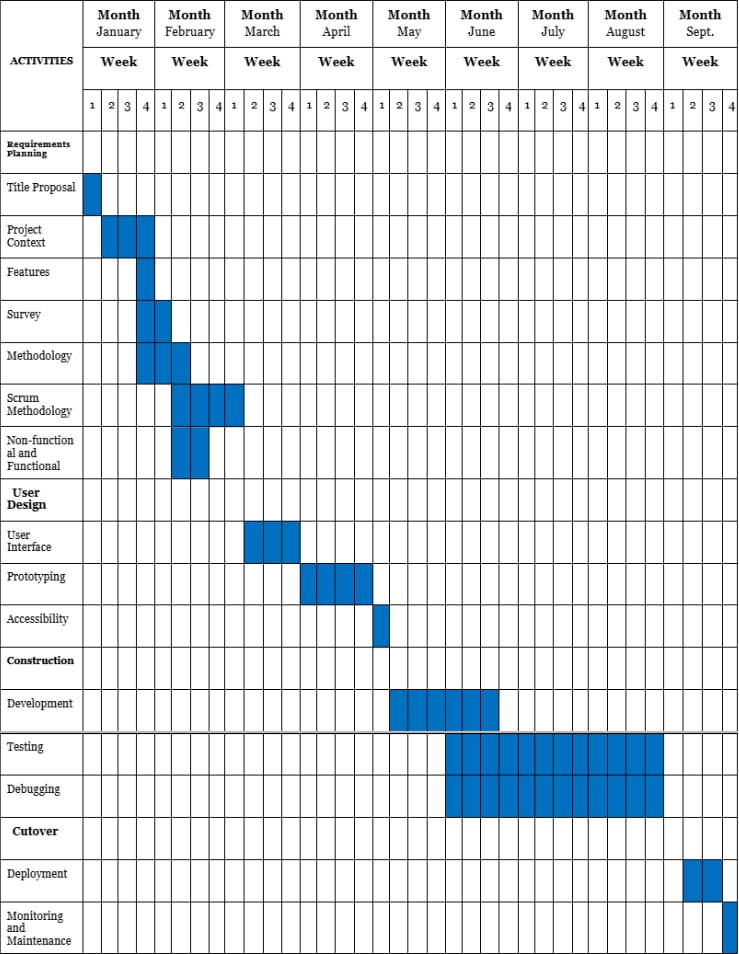 Month Month Month Month Month Month Month Month Month
January February March April May June July August Sept.
ACTIVITIES Week Week Week Week Week Week Week Week Week
1 2 3 4 1 2 3 4 1 2 3 4 1 2 3 4 1 2 3 4 1 2 3 4 1 2 3 4 1 2 3 4 1 2 3 4
Requirements
Planning
Title Proposal
Project
Context
Features
Survey
Methodology
Scrum
Methodology
Non-function
al and
Functional
User
Design
User
Interface
Prototyping
Accessibility
Construction
Development
Testing
Debugging
Cutover
Deployment
Monitoring
and
Maintenance